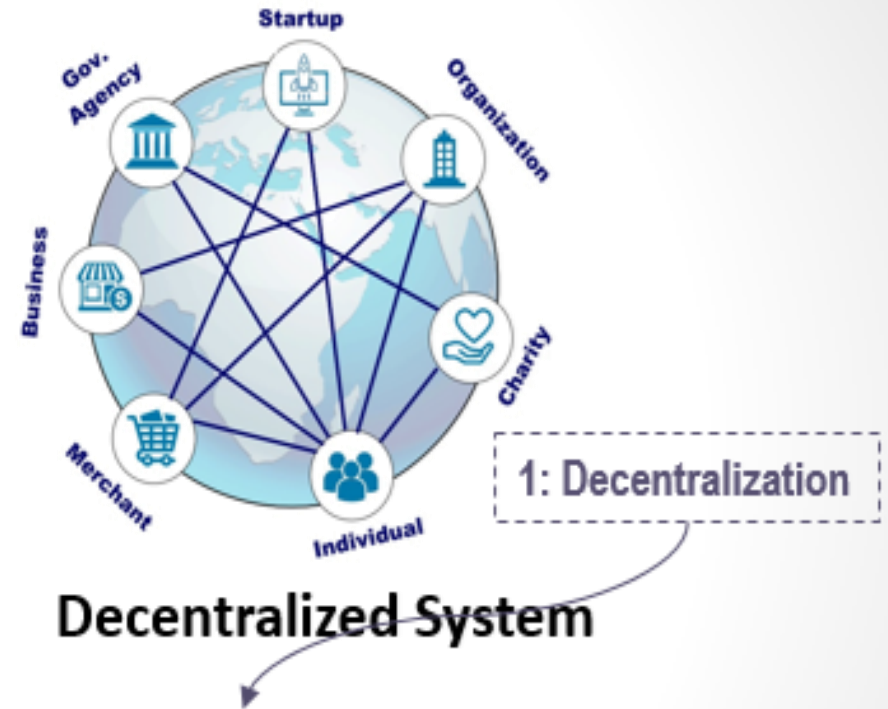 Startup
Gov.
Agency
Organization
Business
$
Charity
Merchant
Individual
1: Decentralization
Decentralized System